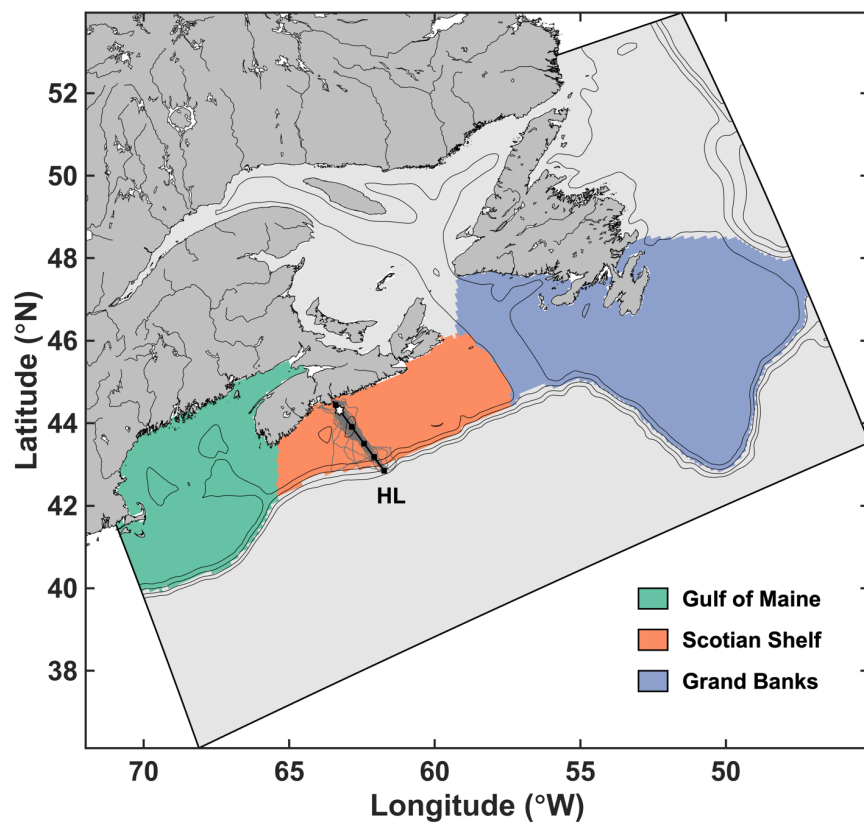 52
50
48
46
44
42
40
38
Latitude (°N)
HL
Gulf of Maine
Scotian Shelf
Grand Banks
70 65 60 55 50
Longitude (°W)